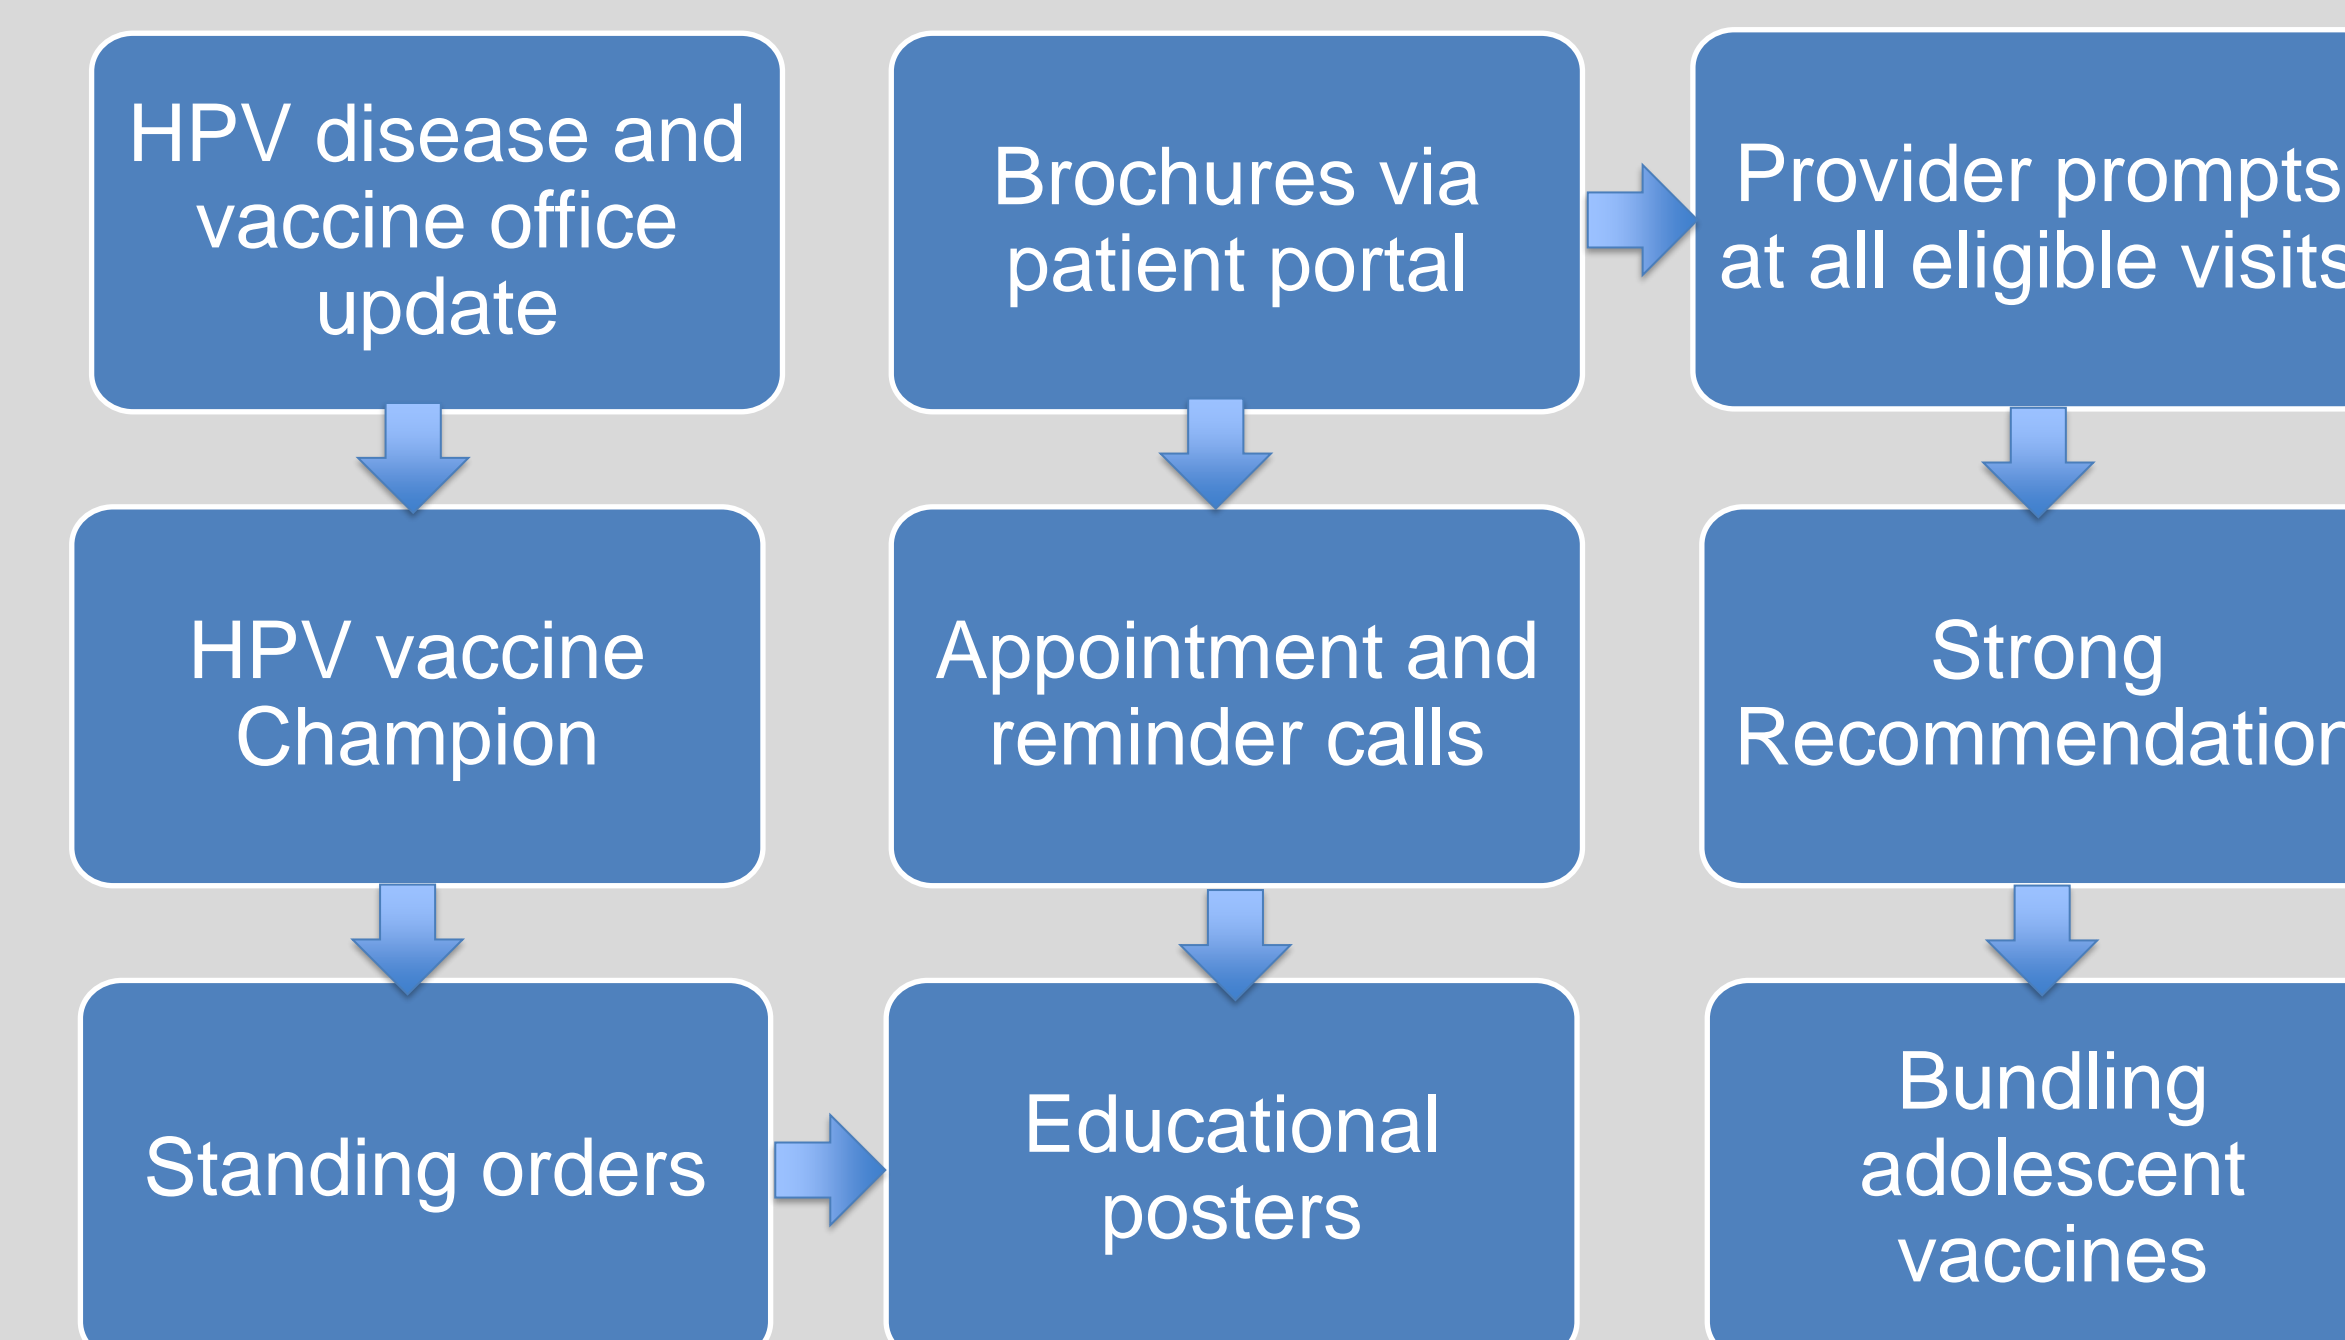 HPV disease and
vaccine office
update
HPV vaccine
Champion
Standing orders
Brochures via
patient portal
Appointment and
reminder calls
Educational
posters
Provider prompts
at all eligible visits
Strong
Recommendation
Bundling
adolescent
vaccines